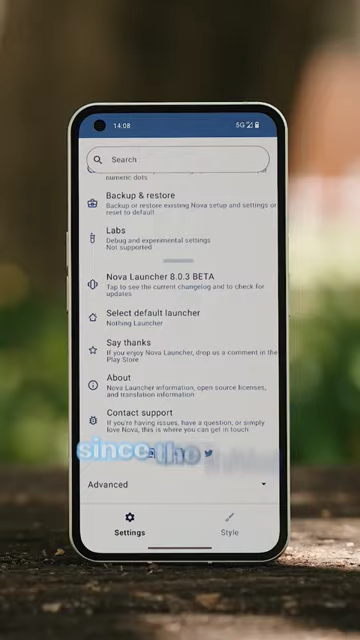 14:08
5G
Search
numeric dots
Backup & restore
Backup or restore existing Nova setup and settings or
reset to default
Labs
Debug and experimental settings
Not supported
Nova Launcher 8.0.3 BETA
Tap to see the current changelog and to check for
updates
Select default launcher
Nothing Launcher
Say thanks
If you enjoy Nova Launcher, drop us a comment in the
Play Store
About
Nova Launcher information, open source licenses,
and translation information
Contact support
If you're having issues, have a question, or simply
love Nova, this is where you can get in touch
since the
Advanced
Settings
Style